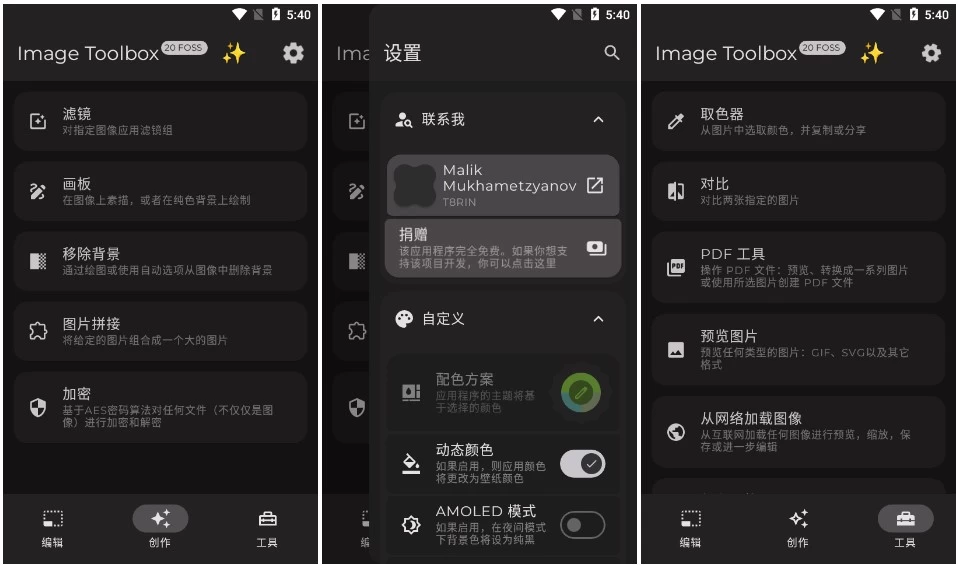 5:40
Image Toolbox 20 FOSS
滤镜
对指定图像应用滤镜组
画板
在图像上素描，或者在纯色背景上绘制
移除背景
通过绘图或使用自动选项从图像中删除背景
图片拼接
将给定的图片组合成一个大的图片
加密
基于AES密码算法对任何文件（不仅仅是图
像）进行加密和解密
编辑
创作
工具
5:40
Ima
设置
联系我
Malik
Mukhametzyanov
T8RIN
捐赠
该应用程序完全免费。如果你想支
持该项目开发，你可以点击这里
自定义
配色方案
应用程序的主题将基
于选择的颜色
动态颜色
如果启用，则应用颜色
将更改为壁纸颜色
AMOLED 模式
如果启用，在夜间模式
下背景色将设为纯黑
5:40
Image Toolbox 20 FOSS
取色器
从图片中选取颜色，并复制或分享
对比
对比两张指定的图片
PDF 工具
操作 PDF 文件：预览、转换成一系列图片
或使用所选图片创建 PDF 文件
预览图片
预览任何类型的图片：GIF、SVG以及其它
格式
从网络加载图像
从互联网加载任何图像进行预览，缩放，保
存或进一步编辑
编辑
创作
工具